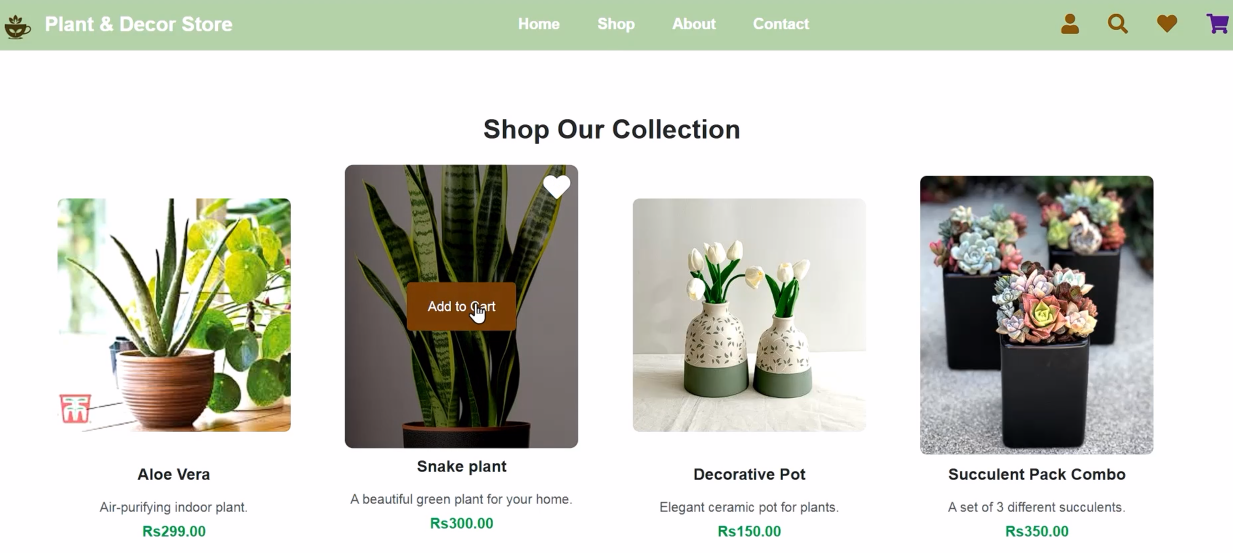 Plant & Decor Store
Home Shop About Contact
Shop Our Collection
Add to Cart
Aloe Vera
Air-purifying indoor plant.
Rs299.00
Snake plant
A beautiful green plant for your home.
Rs300.00
Decorative Pot
Elegant ceramic pot for plants.
Rs150.00
Succulent Pack Combo
A set of 3 different succulents.
Rs350.00